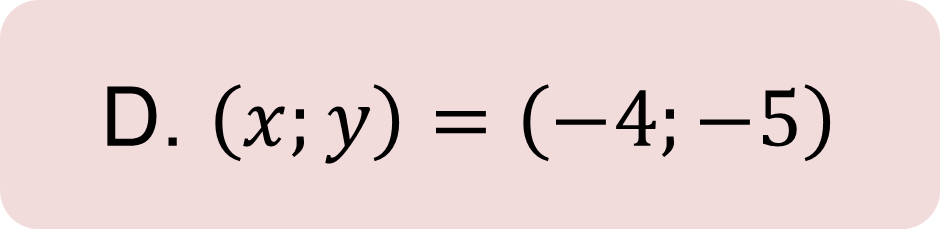 D. (x; y) = (−4; −5)